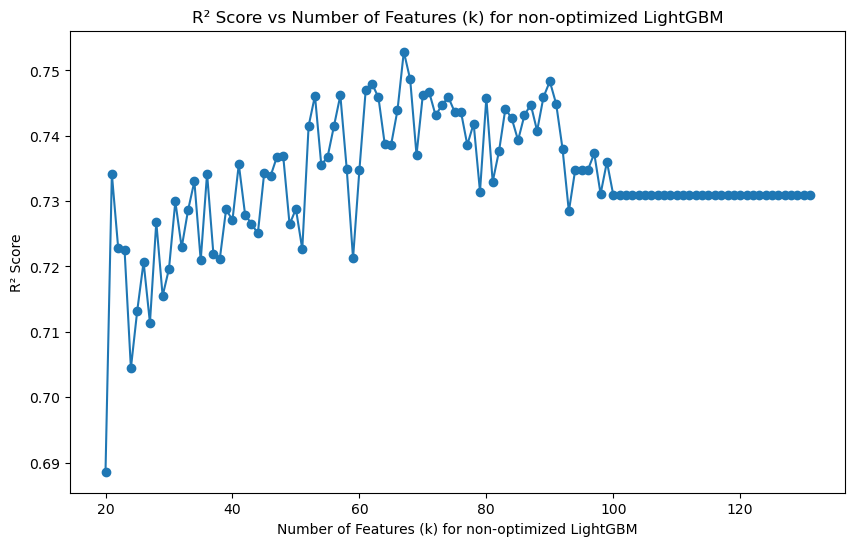 R² Score vs Number of Features (k) for non-optimized LightGBM
0.75
0.74
0.73
0.72
0.71
0.70
0.69
R² Score
20 40 60 80 100 120
Number of Features (k) for non-optimized LightGBM